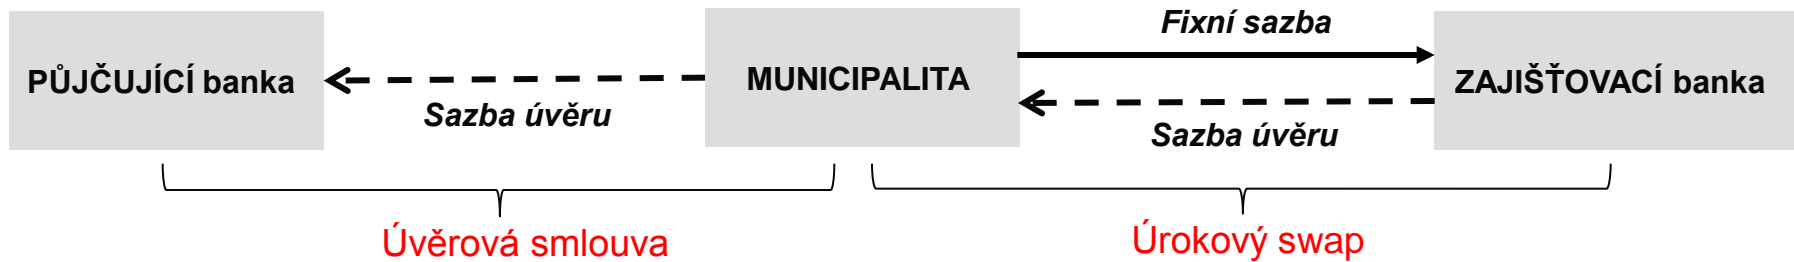 Fixní sazba
PŮJČUJÍCÍ banka
MUNICIPALITA
ZAJIŠŤOVACÍ banka
Sazba úvěru
Sazba úvěru
Úvěrová smlouva
Úrokový swap